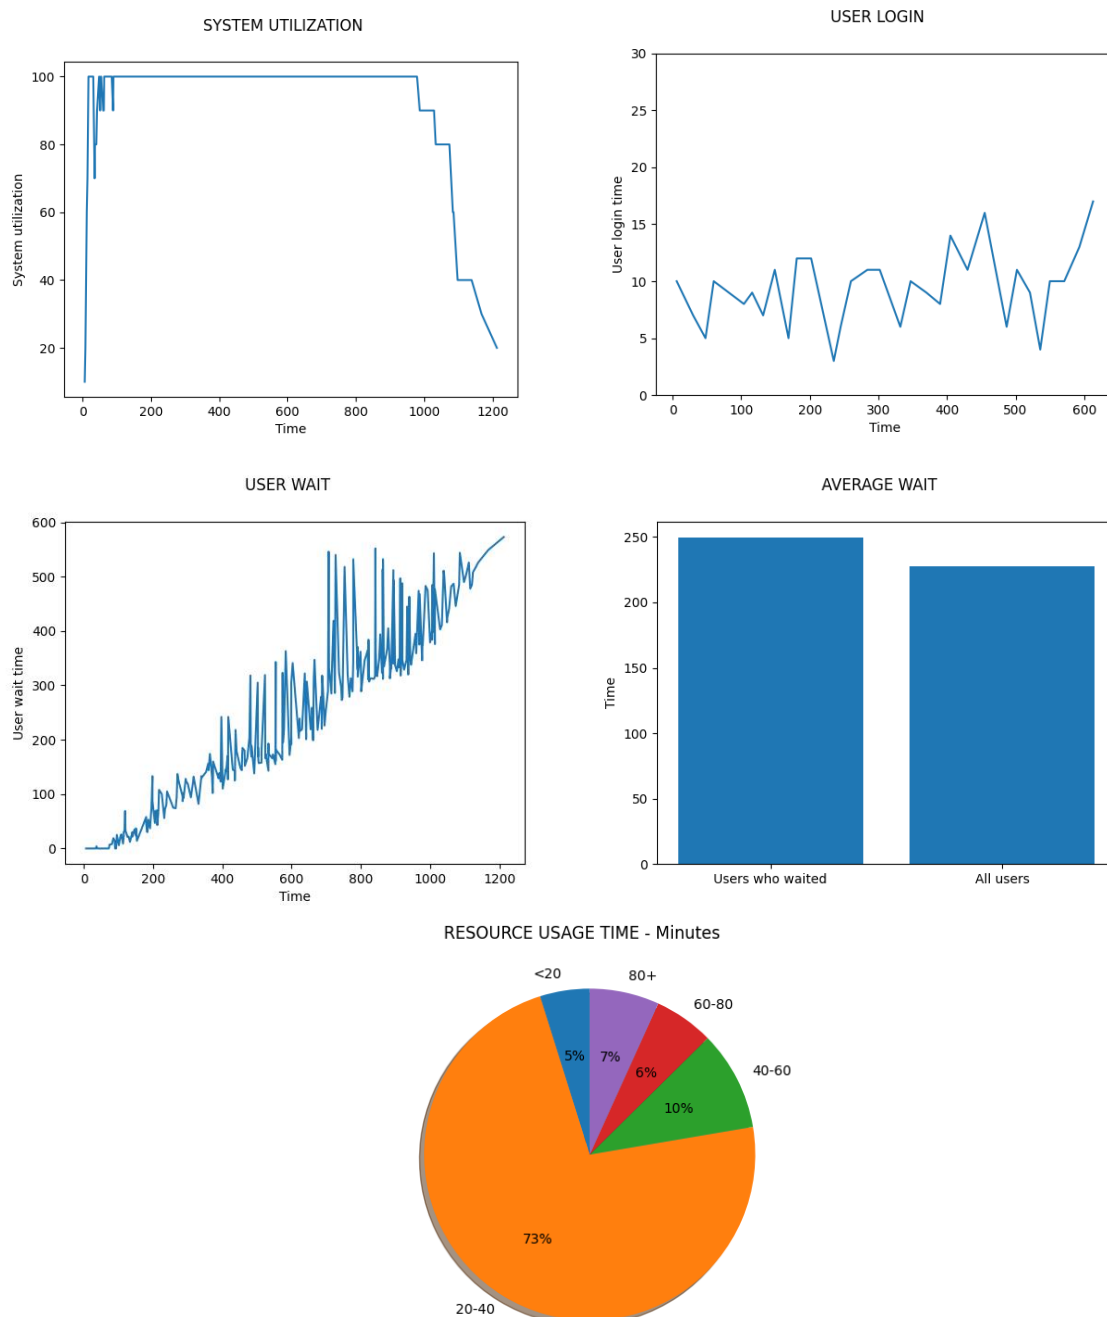 SYSTEM UTILIZATION
100
80
60
40
20
System utilization
0 200 400 600 800 1000 1200
Time
USER LOGIN
30
25
20
15
10
5
0
User login time
0 100 200 300 400 500 600
Time
USER WAIT
600
500
400
300
200
100
0
User wait time
0 200 400 600 800 1000 1200
Time
AVERAGE WAIT
250
200
150
100
50
0
Time
Users who waited All users
RESOURCE USAGE TIME - Minutes
<20 80+
60-80
40-60
5% 7%
6%
10%
73%
20-40